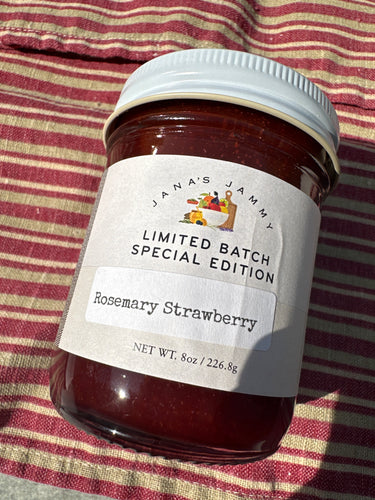 JANA'S JAMMY
LIMITED BATCH
SPECIAL EDITION
Rosemary Strawberry
NET WT. 8oz / 226.8g